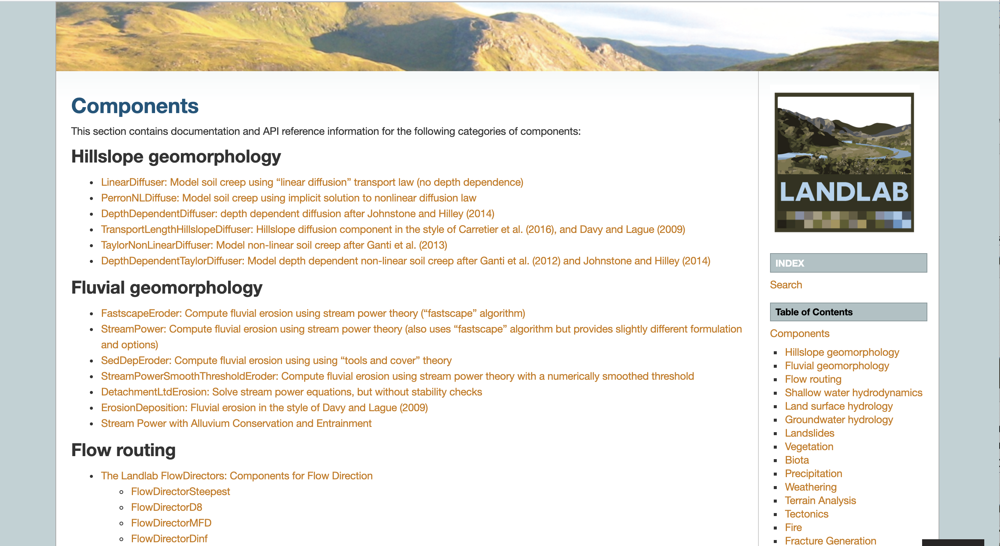 Components
This section contains documentation and API reference information for the following categories of components:
Hillslope geomorphology
LinearDiffuser: Model soil creep using “linear diffusion” transport law (no depth dependence)
PerronNLDiffuse: Model soil creep using implicit solution to nonlinear diffusion law
DepthDependentDiffuser: depth dependent diffusion after Johnstone and Hilley (2014)
TransportLengthHillslopeDiffuser: Hillslope diffusion component in the style of Carretier et al. (2016), and Davy and Lague (2009)
TaylorNonLinearDiffuser: Model non-linear soil creep after Ganti et al. (2013)
DepthDependentTaylorDiffuser: Model depth dependent non-linear soil creep after Ganti et al. (2012) and Johnstone and Hilley (2014)
Fluvial geomorphology
FastscapeEroder: Compute fluvial erosion using stream power theory (“fastscape” algorithm)
StreamPower: Compute fluvial erosion using stream power theory (also uses “fastscape” algorithm but provides slightly different formulation
and options)
SedDepEroder: Compute fluvial erosion using using “tools and cover” theory
StreamPowerSmoothThresholdEroder: Compute fluvial erosion using stream power theory with a numerically smoothed threshold
DetachmentLtdErosion: Solve stream power equations, but without stability checks
ErosionDeposition: Fluvial erosion in the style of Davy and Lague (2009)
Stream Power with Alluvium Conservation and Entrainment
Flow routing
The Landlab FlowDirectors: Components for Flow Direction
FlowDirectorSteepest
FlowDirectorD8
FlowDirectorMFD
FlowDirectorDinf
LANDLAB
INDEX
Search
Table of Contents
Components
Hillslope geomorphology
Fluvial geomorphology
Flow routing
Shallow water hydrodynamics
Land surface hydrology
Groundwater hydrology
Landslides
Vegetation
Biota
Precipitation
Weathering
Terrain Analysis
Tectonics
Fire
Fracture Generation